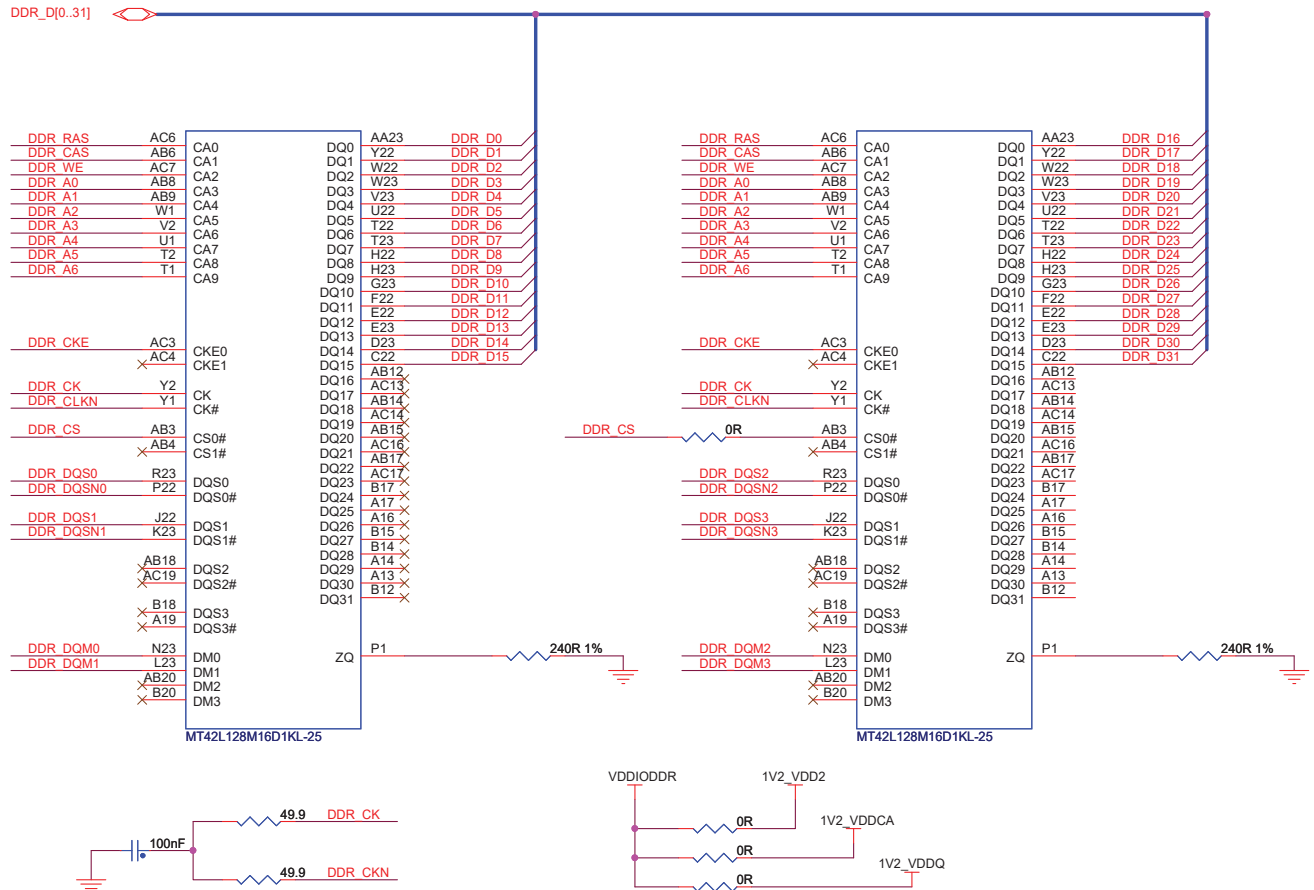 DDR_D[0..31]
DDR_RAS AC6 CA0 DQ0 AA23 DDR_D0 DDR_RAS AC6 CA0 DQ0 AA23 DDR_D16
DDR_CAS AB6 CA1 DQ1 Y22 DDR_D1 DDR_CAS AB6 CA1 DQ1 Y22 DDR_D17
DDR_WE AC7 CA2 DQ2 W22 DDR_D2 DDR_WE AC7 CA2 DQ2 W22 DDR_D18
DDR_A0 AB8 CA3 DQ3 W23 DDR_D3 DDR_A0 AB8 CA3 DQ3 W23 DDR_D19
DDR_A1 AB9 CA4 DQ4 V23 DDR_D4 DDR_A1 AB9 CA4 DQ4 V23 DDR_D20
DDR_A2 W1 CA5 DQ5 U22 DDR_D5 DDR_A2 W1 CA5 DQ5 U22 DDR_D21
DDR_A3 V2 CA6 DQ6 T22 DDR_D6 DDR_A3 V2 CA6 DQ6 T22 DDR_D22
DDR_A4 U1 CA7 DQ7 T23 DDR_D7 DDR_A4 U1 CA7 DQ7 T23 DDR_D23
DDR_A5 T2 CA8 DQ8 H22 DDR_D8 DDR_A5 T2 CA8 DQ8 H22 DDR_D24
DDR_A6 T1 CA9 DQ9 H23 DDR_D9 DDR_A6 T1 CA9 DQ9 H23 DDR_D25
DQ10 G23 DDR_D10 DQ10 G23 DDR_D26
DQ11 F22 DDR_D11 DQ11 F22 DDR_D27
DQ12 E22 DDR_D12 DQ12 E22 DDR_D28
DQ13 E23 DDR_D13 DQ13 E23 DDR_D29
DDR_CKE AC3 CKE0 DQ14 D23 DDR_D14 DDR_CKE AC3 CKE0 DQ14 D23 DDR_D30
AC4 CKE1 DQ15 C22 DDR_D15 AC4 CKE1 DQ15 C22 DDR_D31
DQ16 AB12 DQ16 AB12
DDR_CK Y2 CK DQ17 AC13 DDR_CK Y2 CK DQ17 AC13
DDR_CLKN Y1 CK# DQ18 AB14 DDR_CLKN Y1 CK# DQ18 AB14
DQ19 AC14 DQ19 AC14
DDR_CS AB3 CS0# DQ20 AB15 DDR_CS 0R AB3 CS0# DQ20 AB15
AB4 CS1# DQ21 AC16 AB4 CS1# DQ21 AC16
DQ22 AB17 DQ22 AB17
DDR_DQS0 R23 DQS0 DQ23 AC17 DDR_DQS2 R23 DQS0 DQ23 AC17
DDR_DQSN0 P22 DQS0# DQ24 B17 DDR_DQSN2 P22 DQS0# DQ24 B17
DQ25 A17 DQ25 A17
DDR_DQS1 J22 DQS1 DQ26 A16 DDR_DQS3 J22 DQS1 DQ26 A16
DDR_DQSN1 K23 DQS1# DQ27 B15 DDR_DQSN3 K23 DQS1# DQ27 B15
DQ28 B14 DQ28 B14
AB18 DQS2 DQ29 A14 AB18 DQS2 DQ29 A14
AC19 DQS2# DQ30 A13 AC19 DQS2# DQ30 A13
DQ31 B12 DQ31 B12
B18 DQS3 B18 DQS3
A19 DQS3# A19 DQS3#
DDR_DQM0 N23 DM0 ZQ P1 240R 1% DDR_DQM2 N23 DM0 ZQ P1 240R 1%
DDR_DQM1 L23 DM1 DDR_DQM3 L23 DM1
AB20 DM2 AB20 DM2
B20 DM3 B20 DM3
MT42L128M16D1KL-25 MT42L128M16D1KL-25
VDDIODDR 1V2_VDD2
49.9 DDR_CK
0R 1V2_VDDCA
100nF
0R 1V2_VDDQ
49.9 DDR_CKN
0R